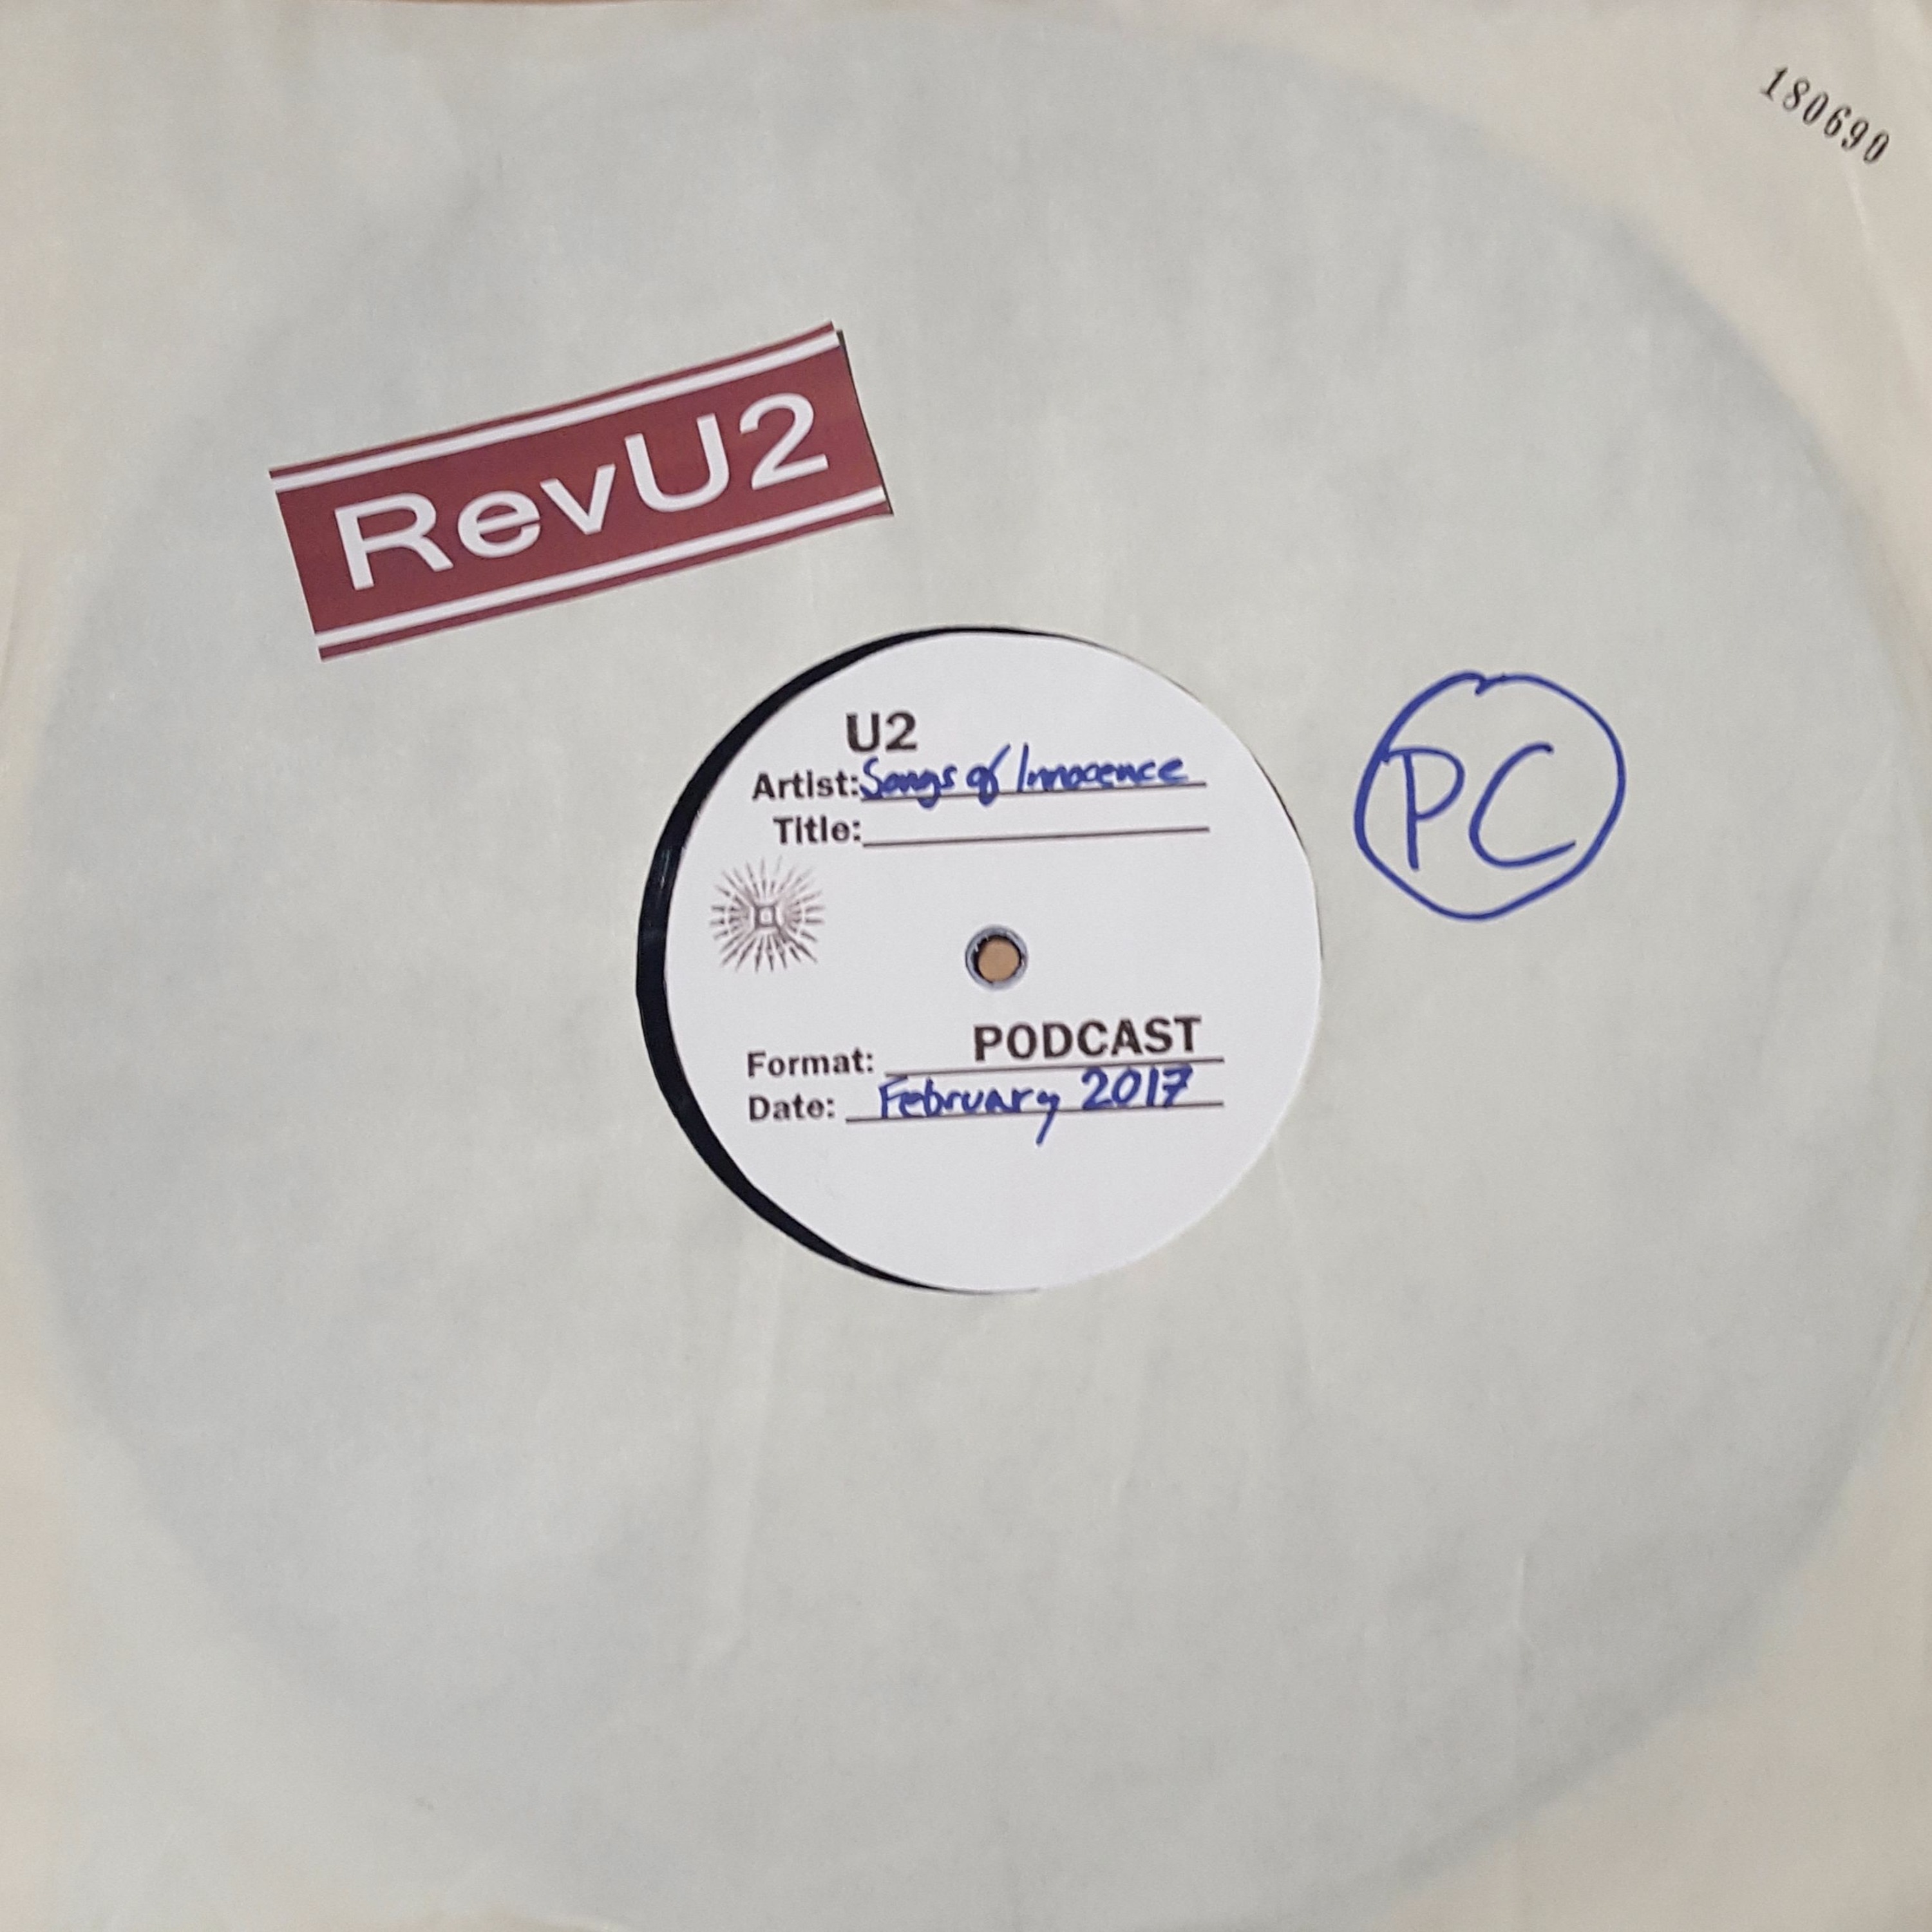 180690
RevU2
U2
Artist: Songs of Innocence
Title:
PC
PODCAST
Format:
Date: February 2017